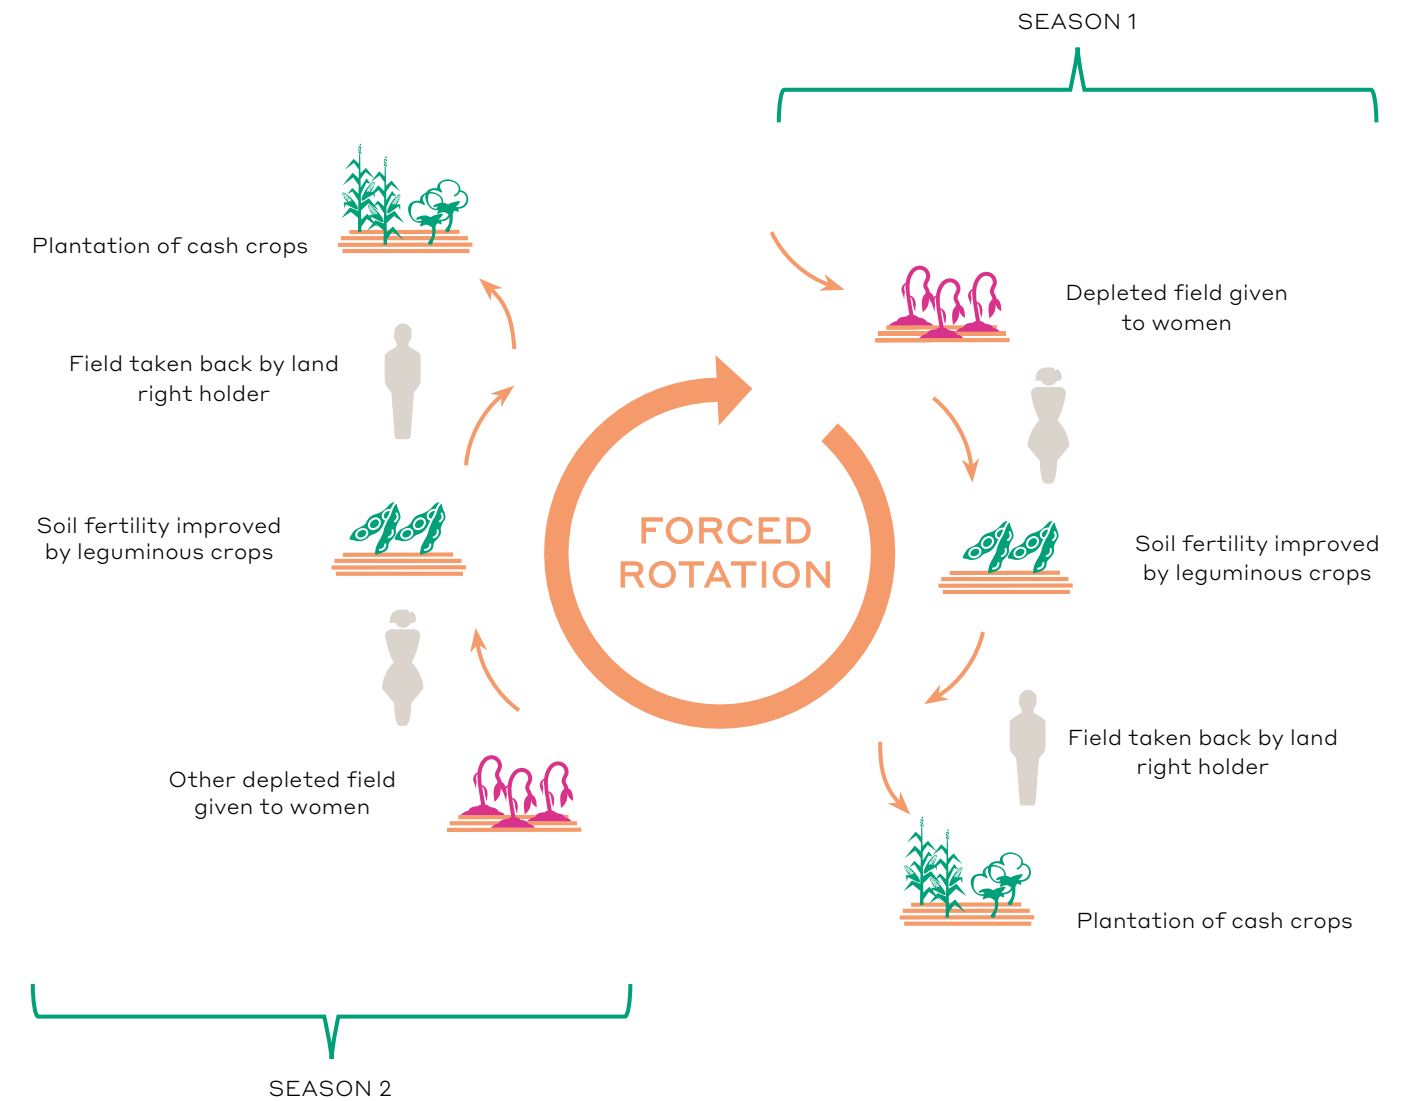 SEASON 1
Depleted field given
to women
Soil fertility improved
by leguminous crops
Field taken back by land
right holder
Plantation of cash crops
FORCED
ROTATION
Other depleted field
given to women
Soil fertility improved
by leguminous crops
Field taken back by land
right holder
Plantation of cash crops
SEASON 2